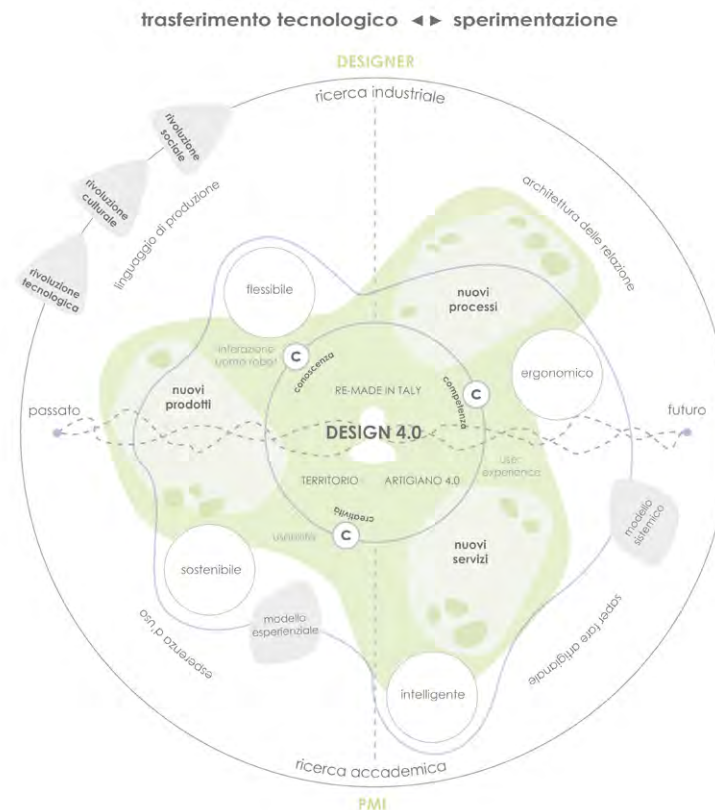 trasferimento tecnologico ◄► sperimentazione
DESIGNER
ricerca industriale
rivoluzione
sociale
rivoluzione
culturale
rivoluzione
tecnologica
linguaggio di produzione
architettura delle relazione
flessibile
nuovi
processi
interazione
uomo robot
C
conoscenza
C
competenza
ergonomico
nuovi
prodotti
RE-MADE IN TALY
passato
futuro
DESIGN 4.0
user
experience
TERRITORIO
ARTIGIANO 4.0
creatività
C
usabilità
modello
sistemico
nuovi
servizi
sostenibile
modello
esperienziale
esperenza d'uso
saper fare artigianale
intelligente
ricerca accademica
PMI